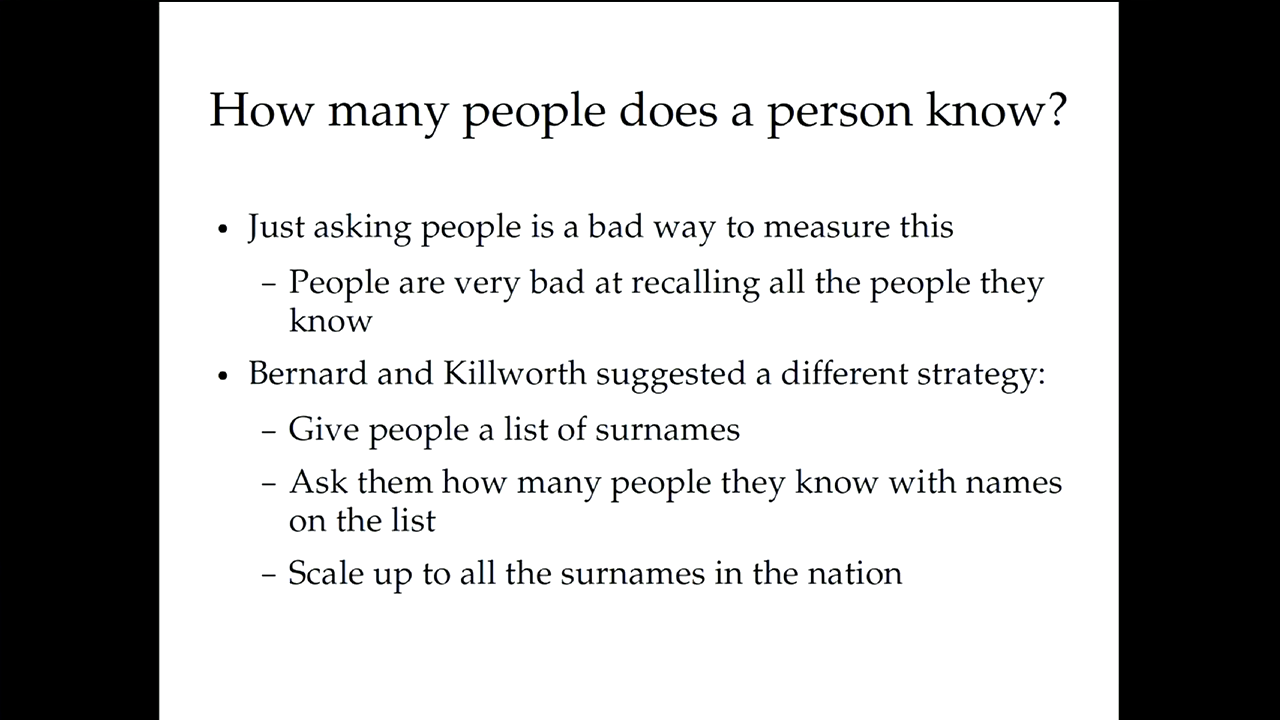 How many people does a person know?
• Just asking people is a bad way to measure this
– People are very bad at recalling all the people they
know
• Bernard and Killworth suggested a different strategy:
– Give people a list of surnames
– Ask them how many people they know with names
on the list
– Scale up to all the surnames in the nation